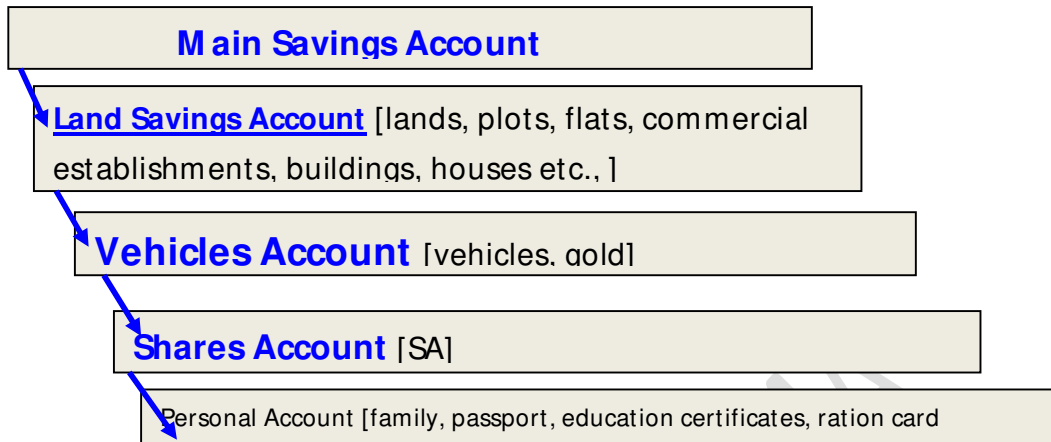 Main Savings Account
Land Savings Account [lands, plots, flats, commercial
establishments, buildings, houses etc., ]
Vehicles Account [vehicles, gold]
Shares Account [SA]
Personal Account [family, passport, education certificates, ration card